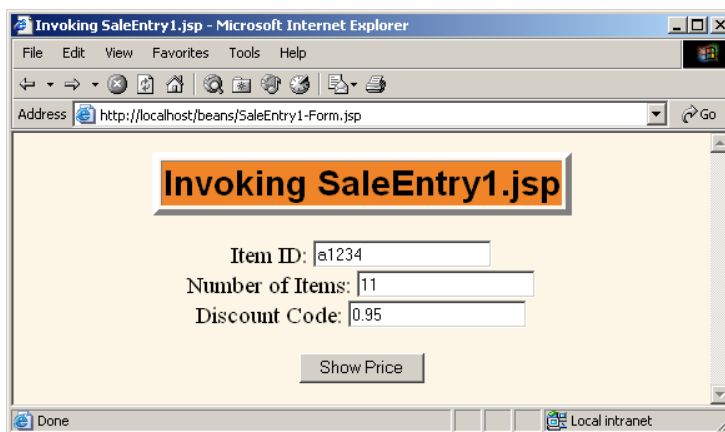 Invoking SaleEntry1.jsp - Microsoft Internet Explorer
File Edit View Favorites Tools Help
Address http://localhost/beans/SaleEntry1-Form.jsp Go
Invoking SaleEntry1.jsp
Item ID: a1234
Number of Items: 11
Discount Code: 0.95
Show Price
Done Local intranet